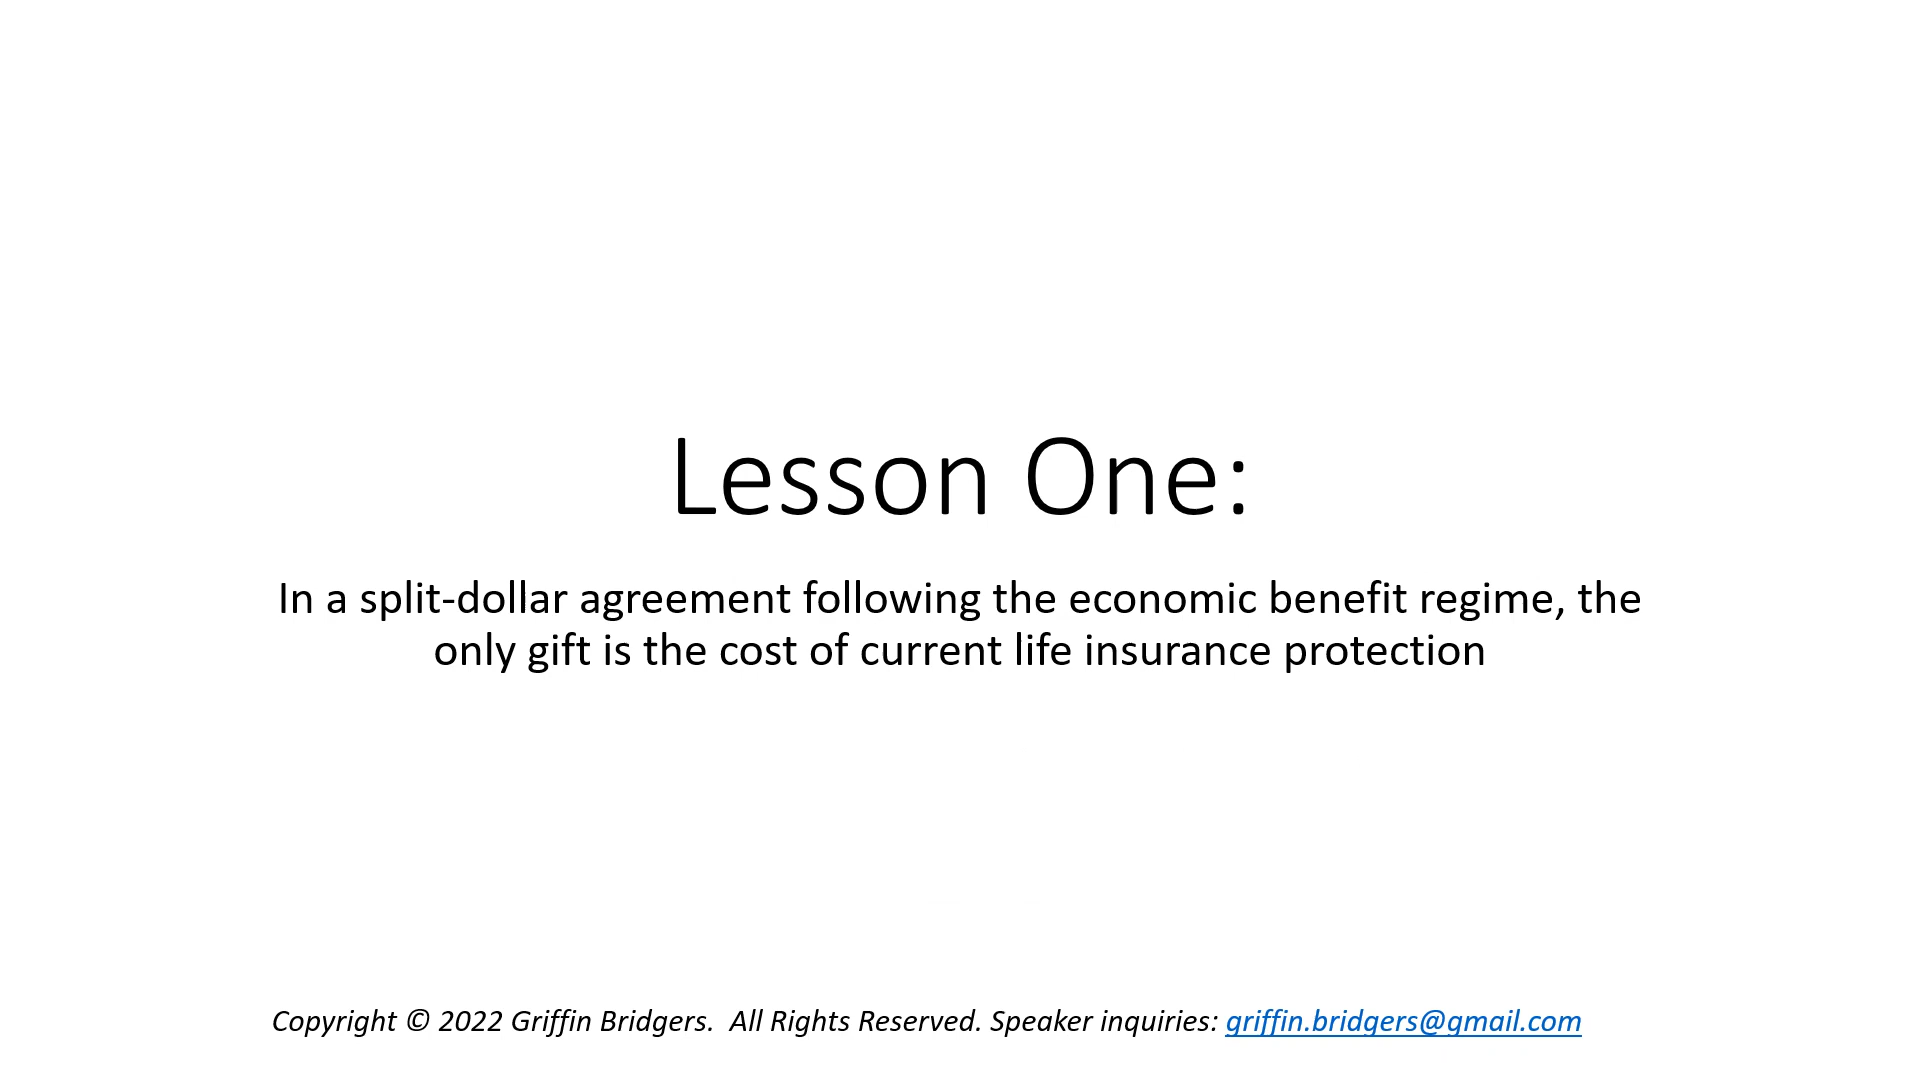 Lesson One:
In a split-dollar agreement following the economic benefit regime, the
only gift is the cost of current life insurance protection
Copyright © 2022 Griffin Bridgers.  All Rights Reserved. Speaker inquiries: griffin.bridgers@gmail.com